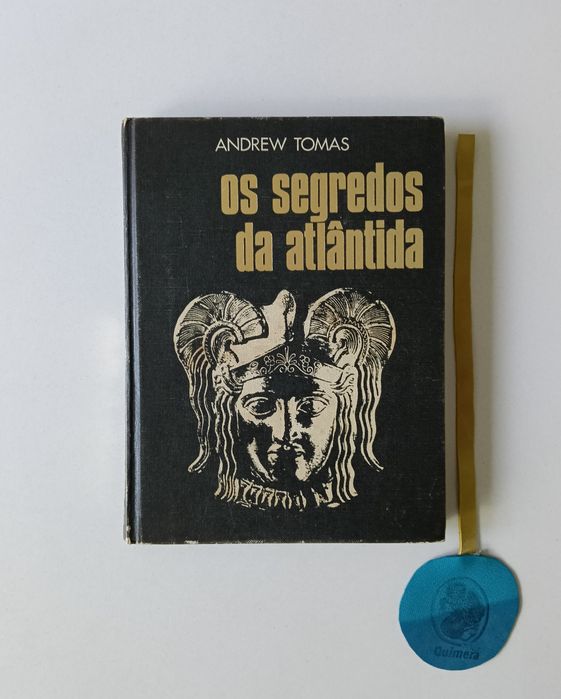 ANDREW TOMAS
os segredos
da atlântida
Quimera